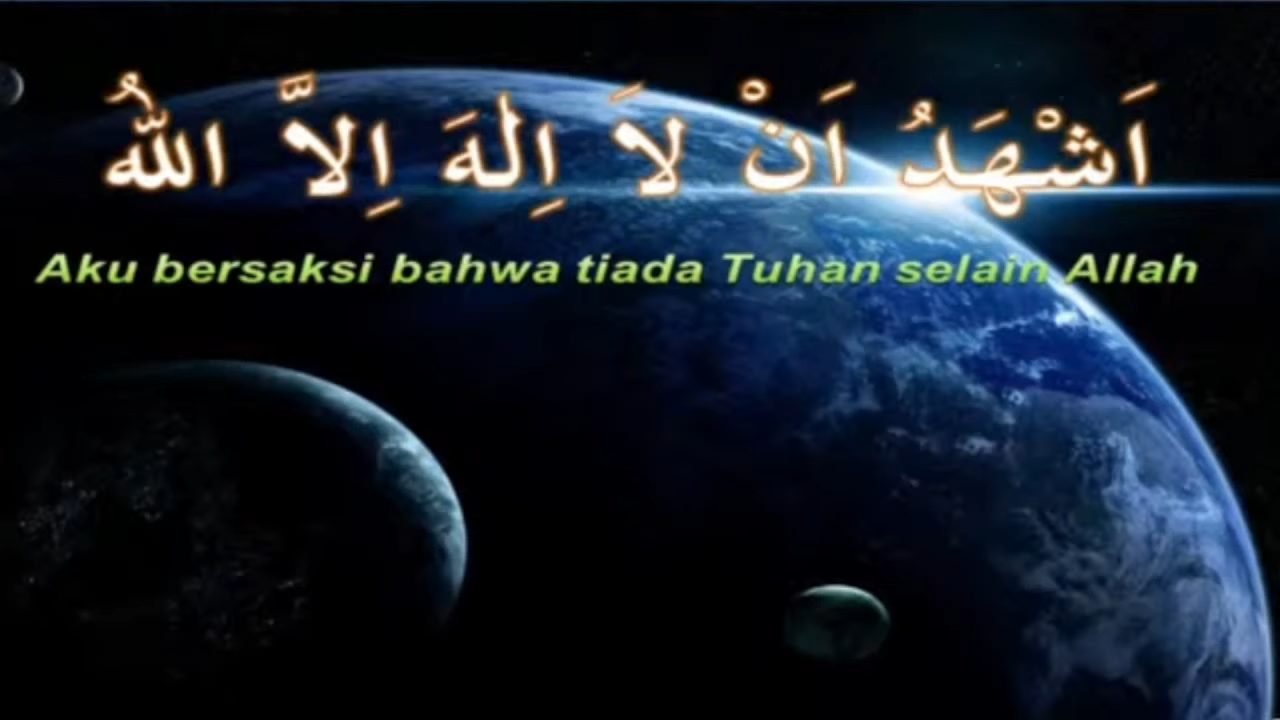 اَشْهَدُ اَنْ لاَ اِلٰهَ اِلاَّ اللهُ
Aku bersaksi bahwa tiada Tuhan selain Allah